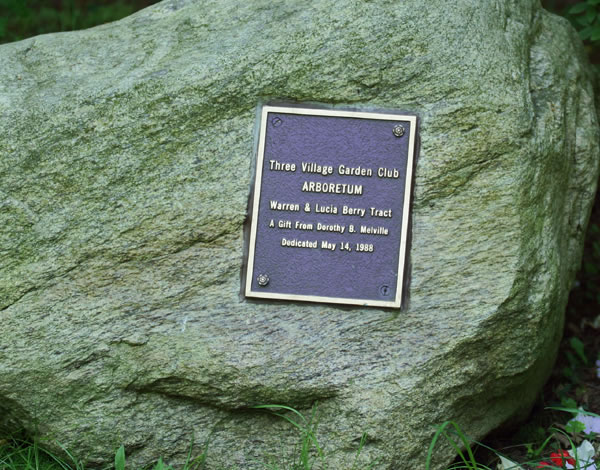 Three Village Garden Club
ARBORETUM
Warren & Lucia Berry Tract
A Gift From Dorothy B. Melville
Dedicated May 14, 1988